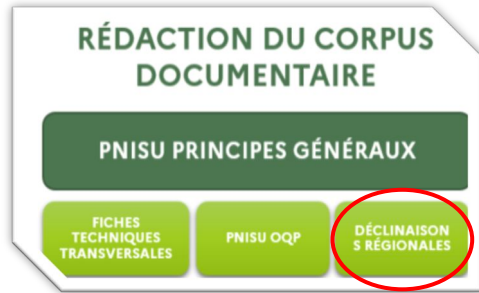 RÉDACTION DU CORPUS
DOCUMENTAIRE
PNISU PRINCIPES GÉNÉRAUX
FICHES
TECHNIQUES
TRANSVERSALES
PNISU OQP
DÉCLINAISON
S RÉGIONALES